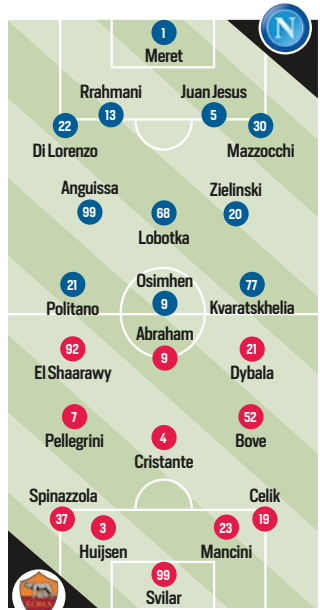 N
1
Meret
Rrahmani
Juan Jesus
13
5
22
30
Di Lorenzo
Mazzocchi
Anguissa
Zielinski
99
68
20
Lobotka
21
Osimhen
77
Politano
9
Kvaratskhelia
Abraham
92
9
21
El Shaarawy
Dybala
7
52
Pellegrini
4
Bove
Cristante
Spinazzola
Celik
37
3
23
19
Huijsen
Mancini
99
Svilar
ROMA